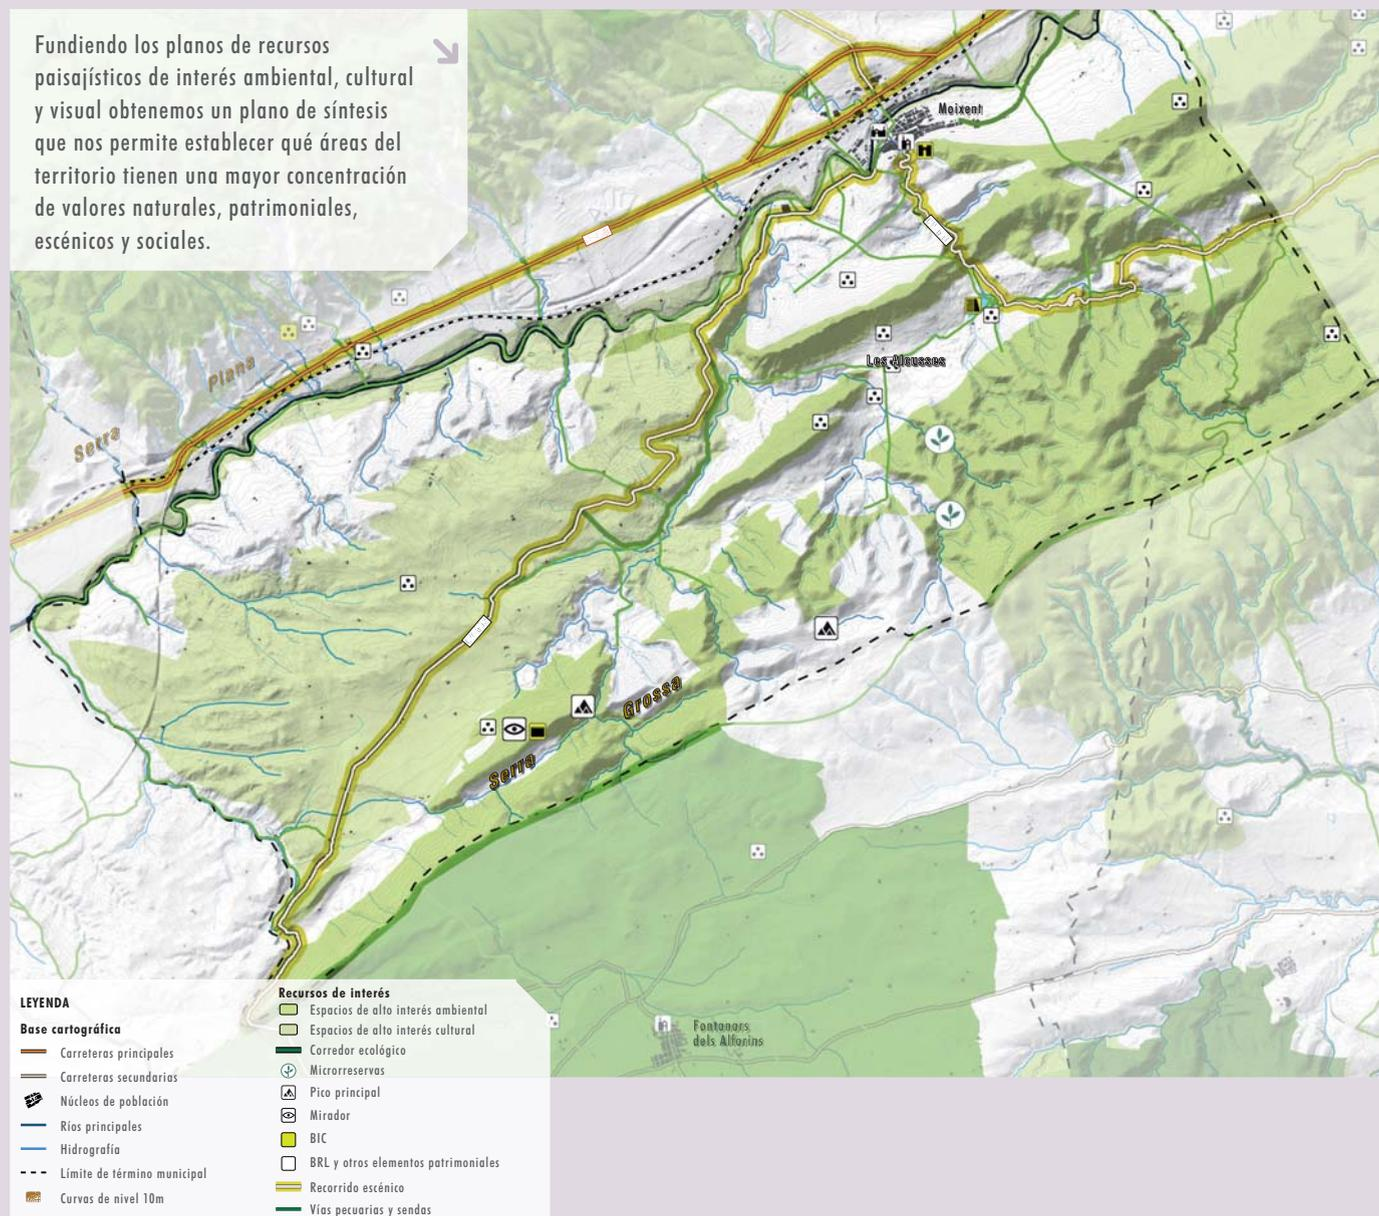 Fundiendo los planos de recursos
paisajísticos de interés ambiental, cultural
y visual obtenemos un plano de síntesis
que nos permite establecer qué áreas del
territorio tienen una mayor concentración
de valores naturales, patrimoniales,
escénicos y sociales.
Moixent
Les Alcusses
Serra Plana
Serra Grossa
Fontanars
dels Alforins
LEYENDA
Base cartográfica
Carreteras principales
Carreteras secundarias
Núcleos de población
Ríos principales
Hidrografía
Límite de término municipal
Curvas de nivel 10m
Recursos de interés
Espacios de alto interés ambiental
Espacios de alto interés cultural
Corredor ecológico
Microrreservas
Pico principal
Mirador
BIC
BRL y otros elementos patrimoniales
Recorrido escénico
Vías pecuarias y sendas